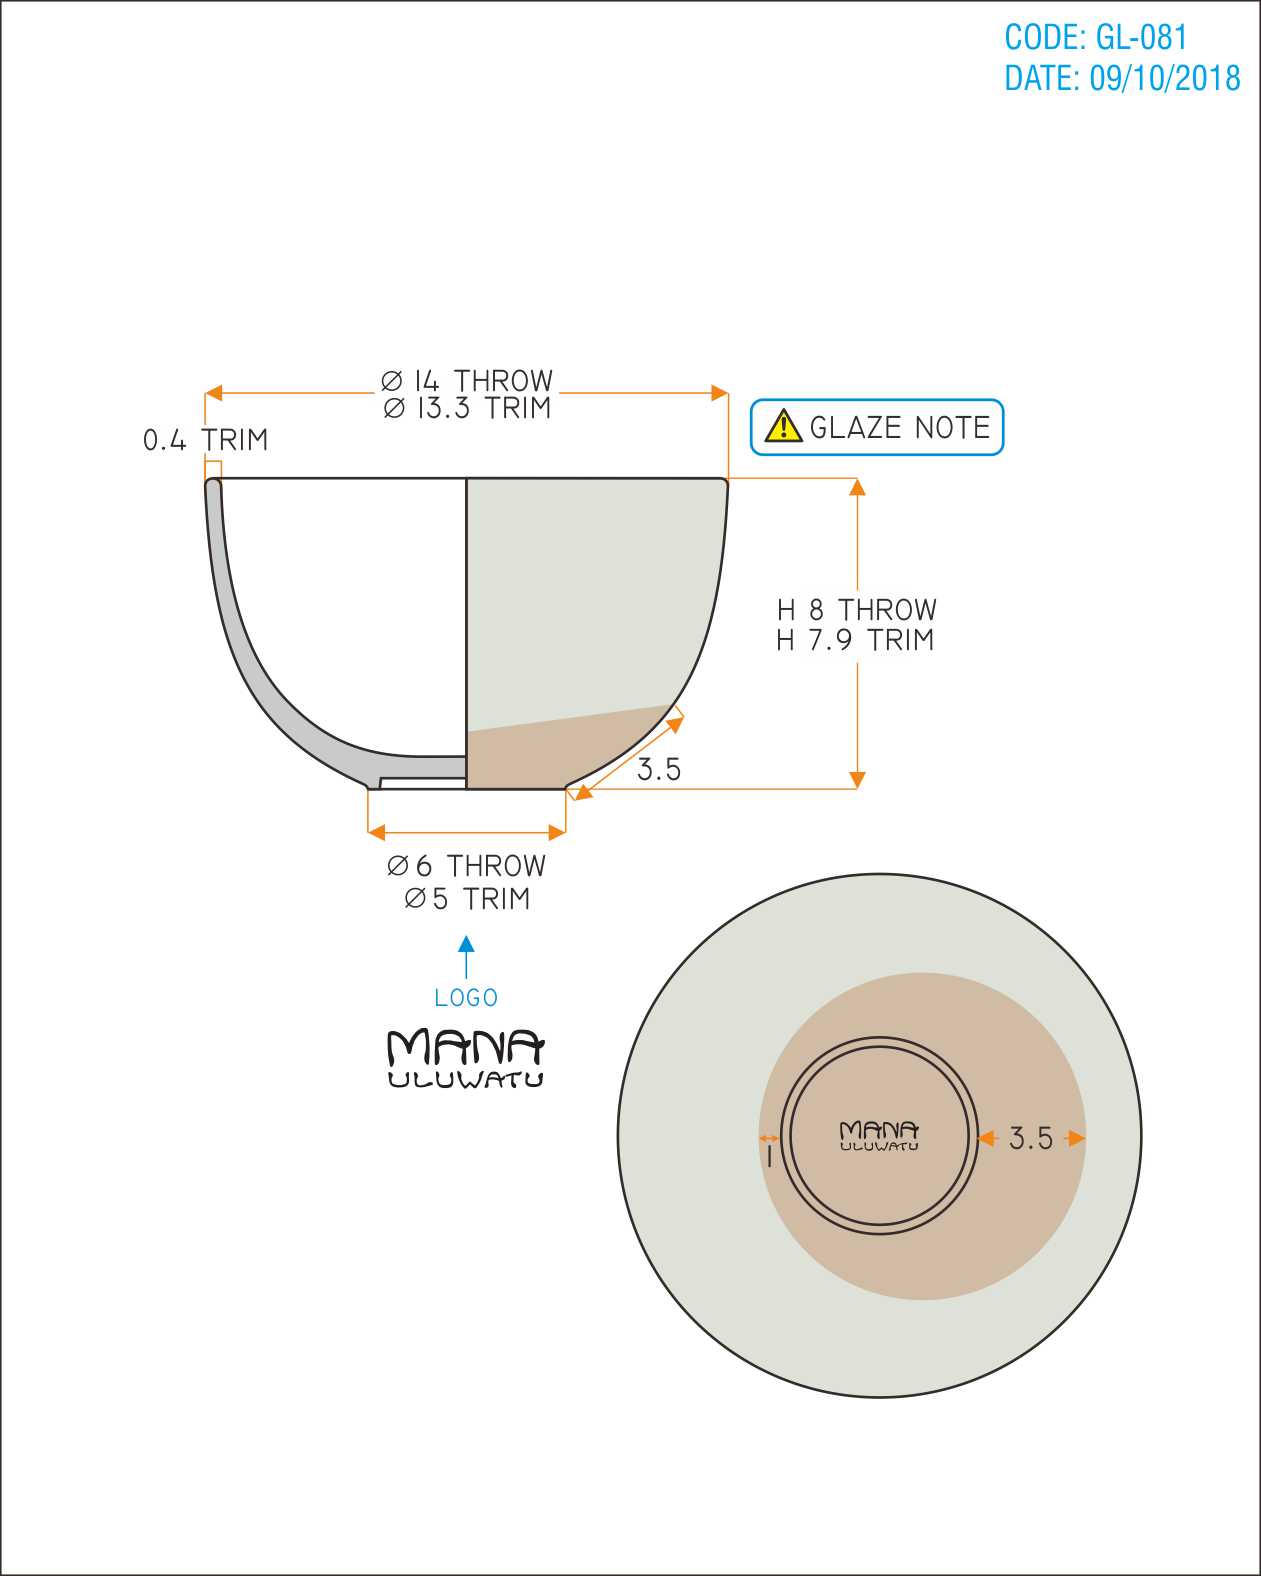 CODE: GL-081
DATE: 09/10/2018
Ø 14 THROW
Ø 13.3 TRIM
0.4 TRIM
GLAZE NOTE
H 8 THROW
H 7.9 TRIM
3.5
Ø 6 THROW
Ø 5 TRIM
LOGO
MANA
ULUWATU
MANA
ULUWATU
3.5
1